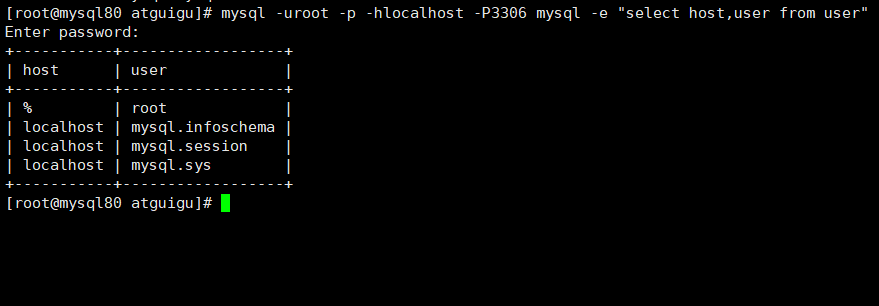 [root@mysql80 atguigu]# mysql -uroot -p -hlocalhost -P3306 mysql -e "select host,user from user"
Enter password:
+-----------+------------------+
| host      | user             |
+-----------+------------------+
| %         | root             |
| localhost | mysql.infoschema |
| localhost | mysql.session    |
| localhost | mysql.sys        |
+-----------+------------------+
[root@mysql80 atguigu]#